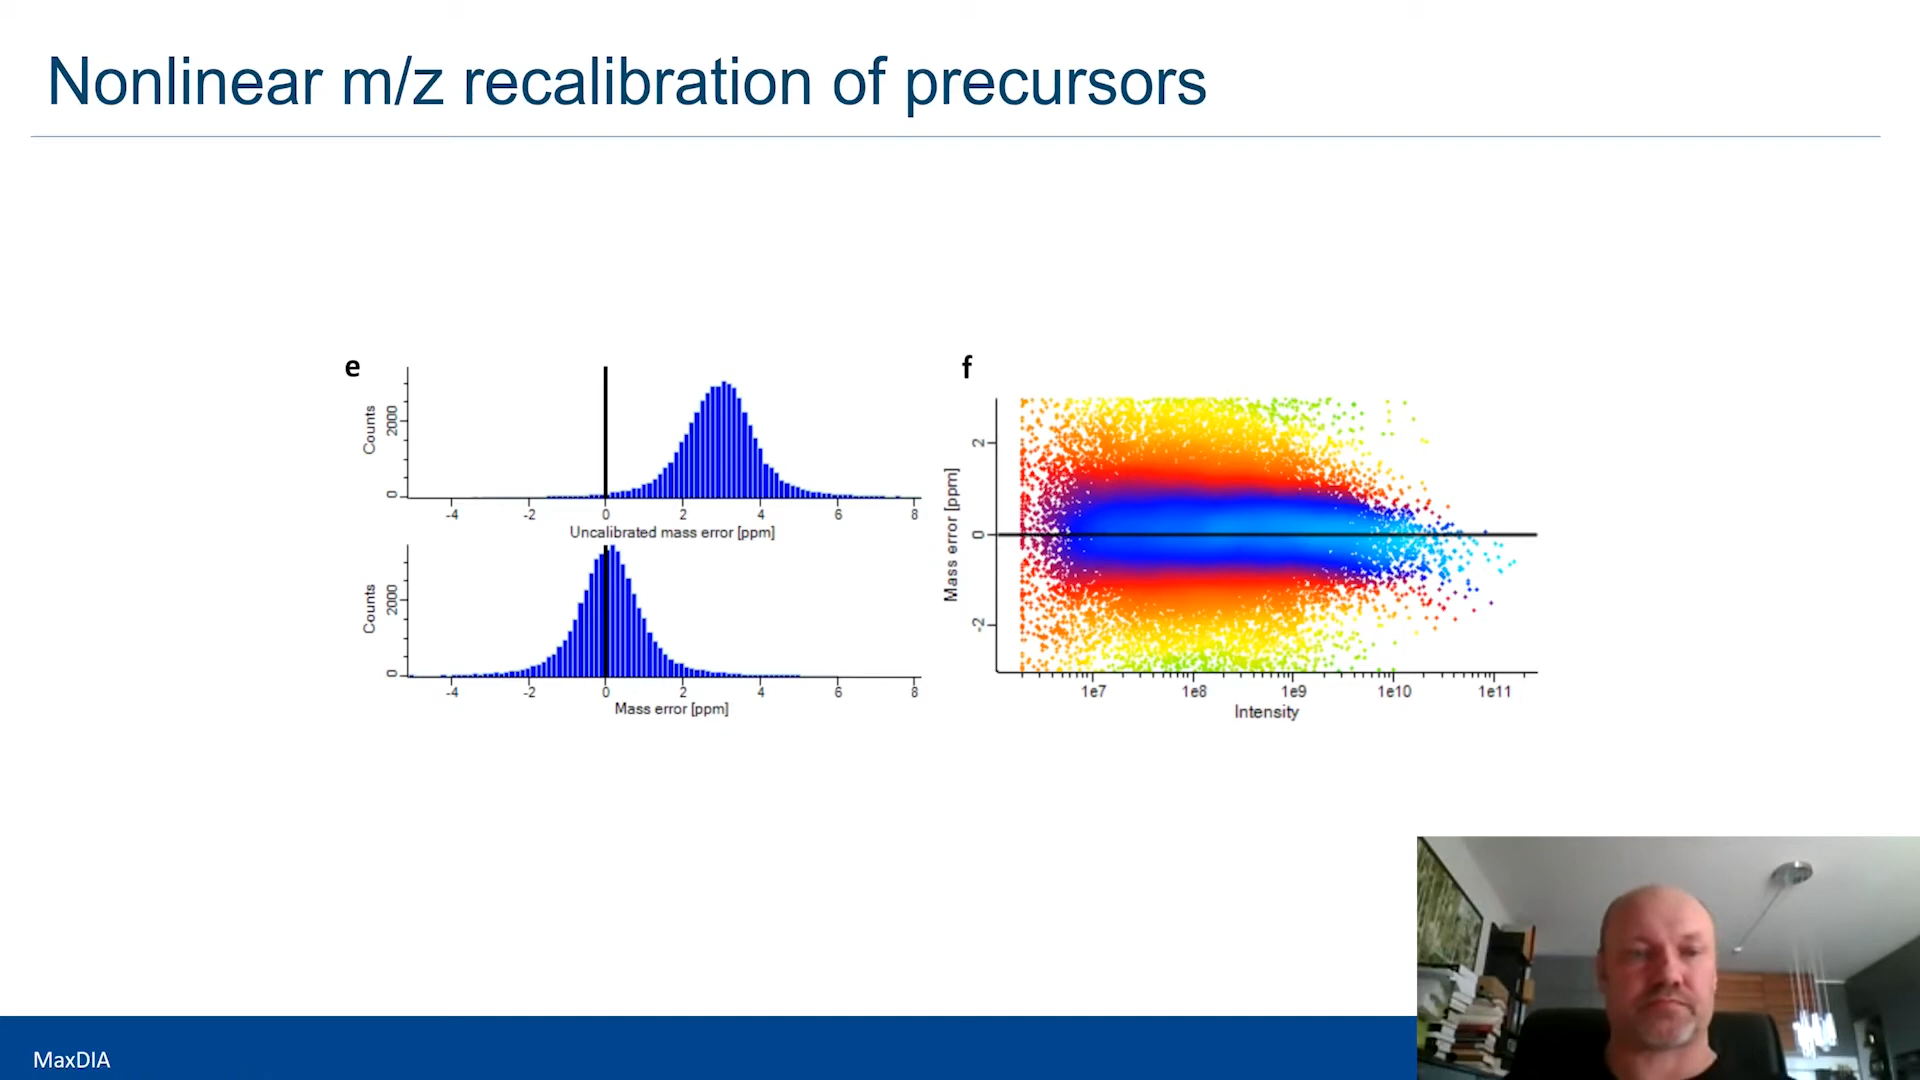 Nonlinear m/z recalibration of precursors
e
Counts
2000
0
-4 -2 0 2 4 6 8
Uncalibrated mass error [ppm]
Counts
2000
0
-4 -2 0 2 4 6 8
Mass error [ppm]
f
Mass error [ppm]
2
0
-2
1e7 1e8 1e9 1e10 1e11
Intensity
MaxDIA